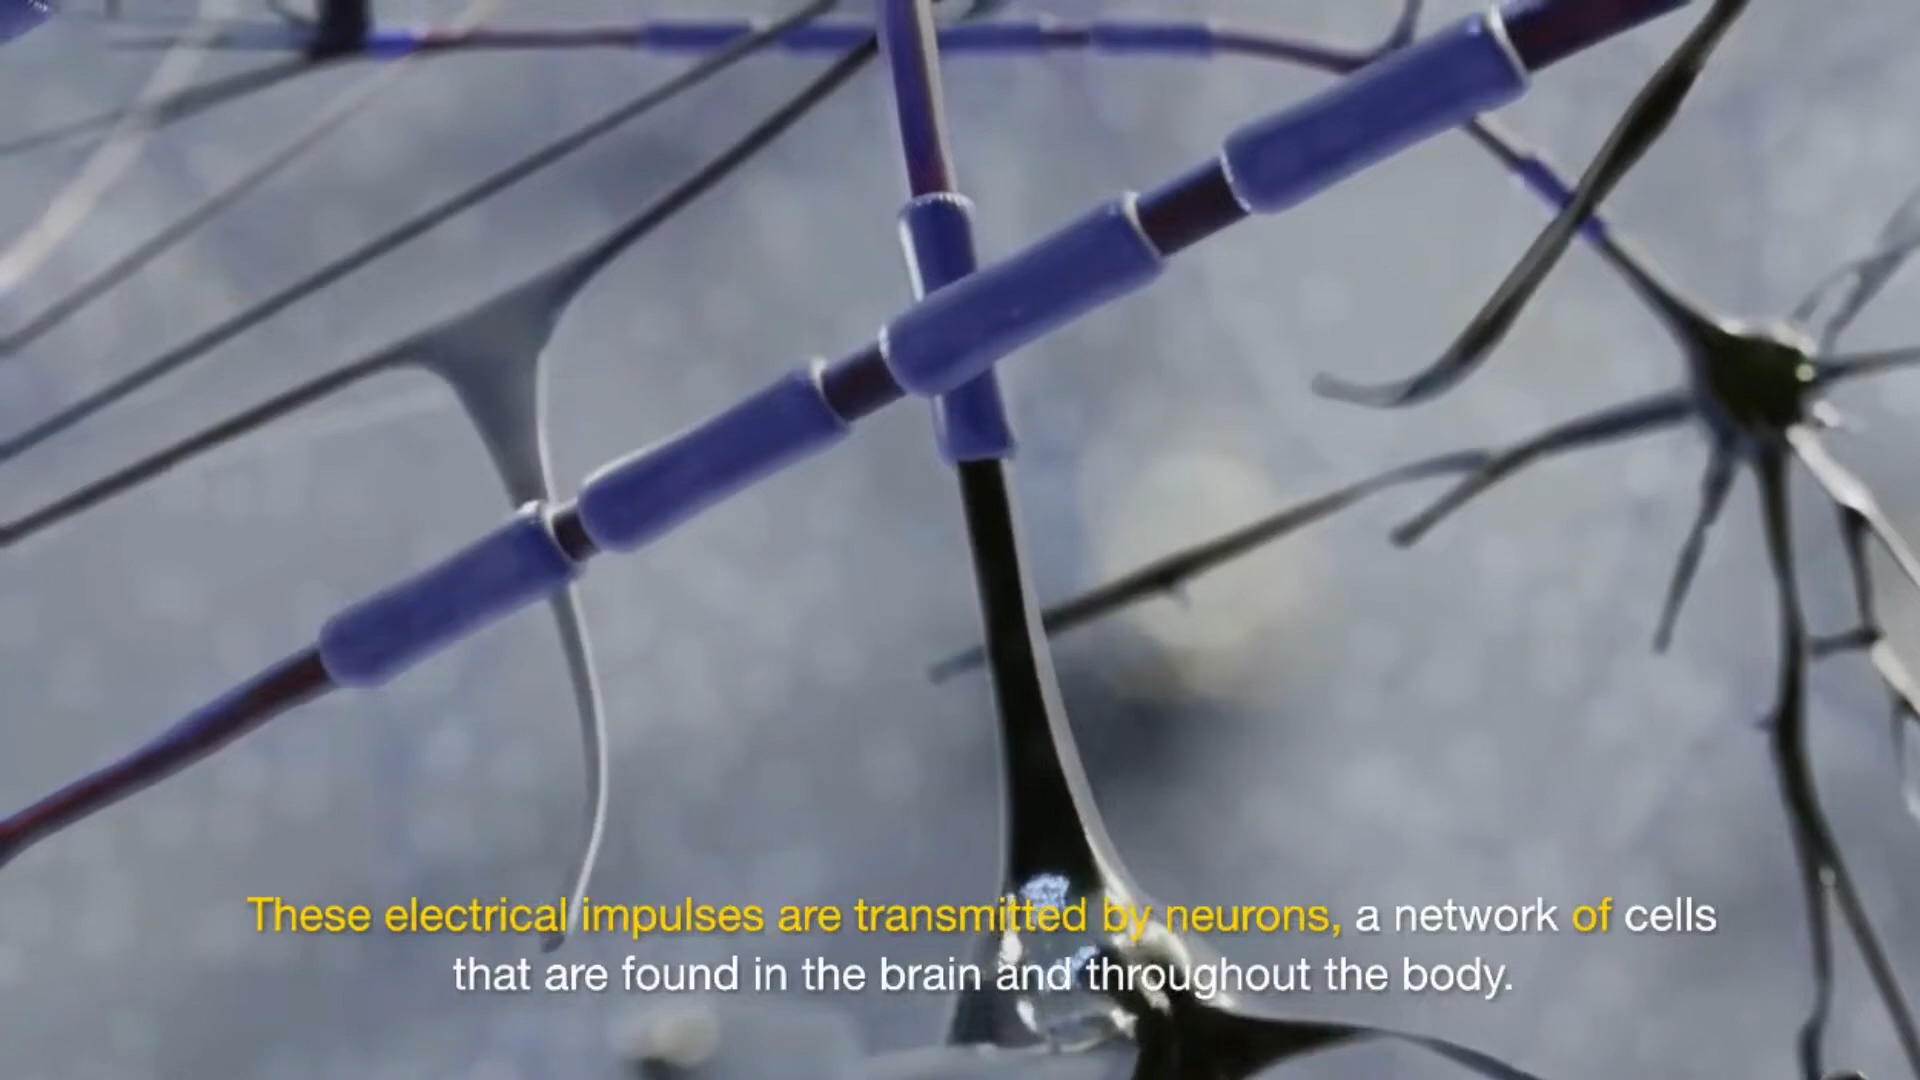 These electrical impulses are transmitted by neurons, a network of cells
that are found in the brain and throughout the body.